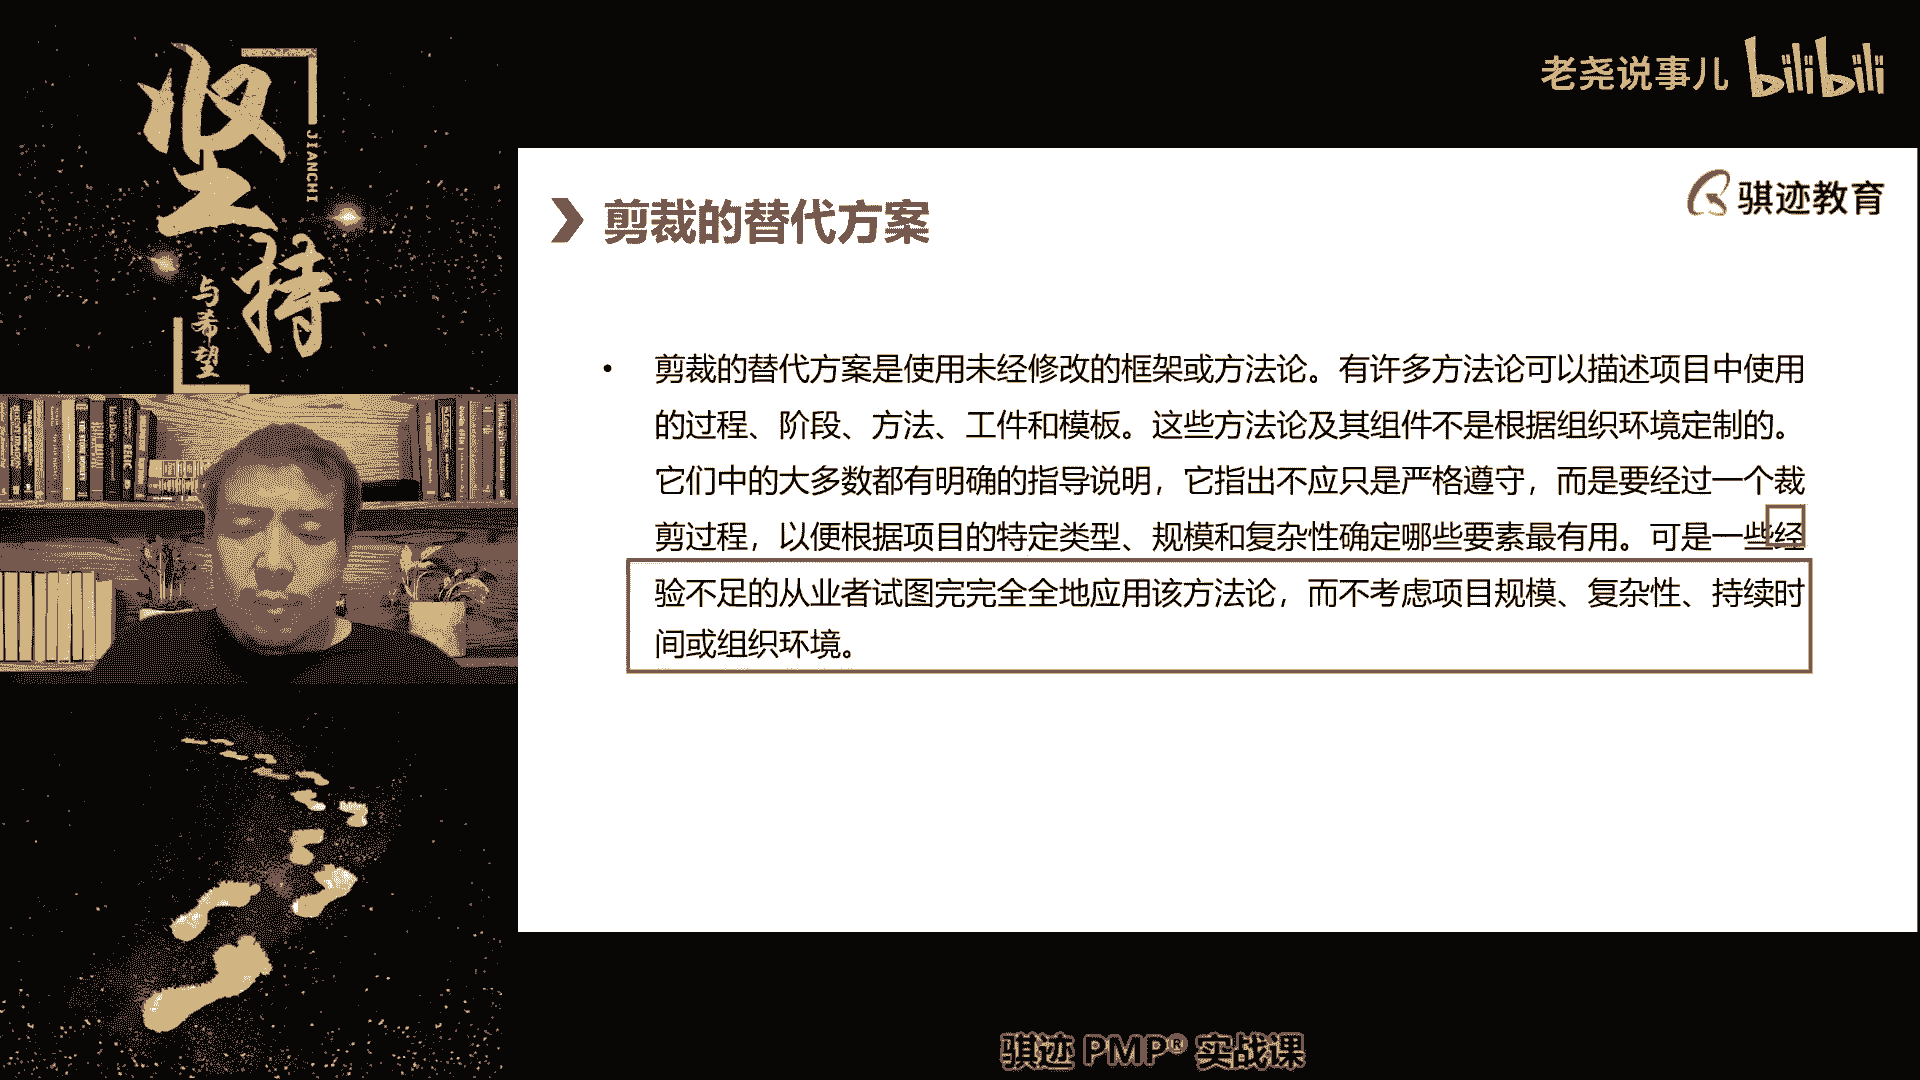 坚持
JIANCHI
与希望
老尧说事儿 bilibili
骐迹教育
剪裁的替代方案
• 剪裁的替代方案是使用未经修改的框架或方法论。有许多方法论可以描述项目中使用
的过程、阶段、方法、工件和模板。这些方法论及其组件不是根据组织环境定制的。
它们中的大多数都有明确的指导说明，它指出不应只是严格遵守，而是要经过一个裁
剪过程，以便根据项目的特定类型、规模和复杂性确定哪些要素最有用。可是一些经
验不足的从业者试图完完全全地应用该方法论，而不考虑项目规模、复杂性、持续时
间或组织环境。
骐迹 PMP® 实战课